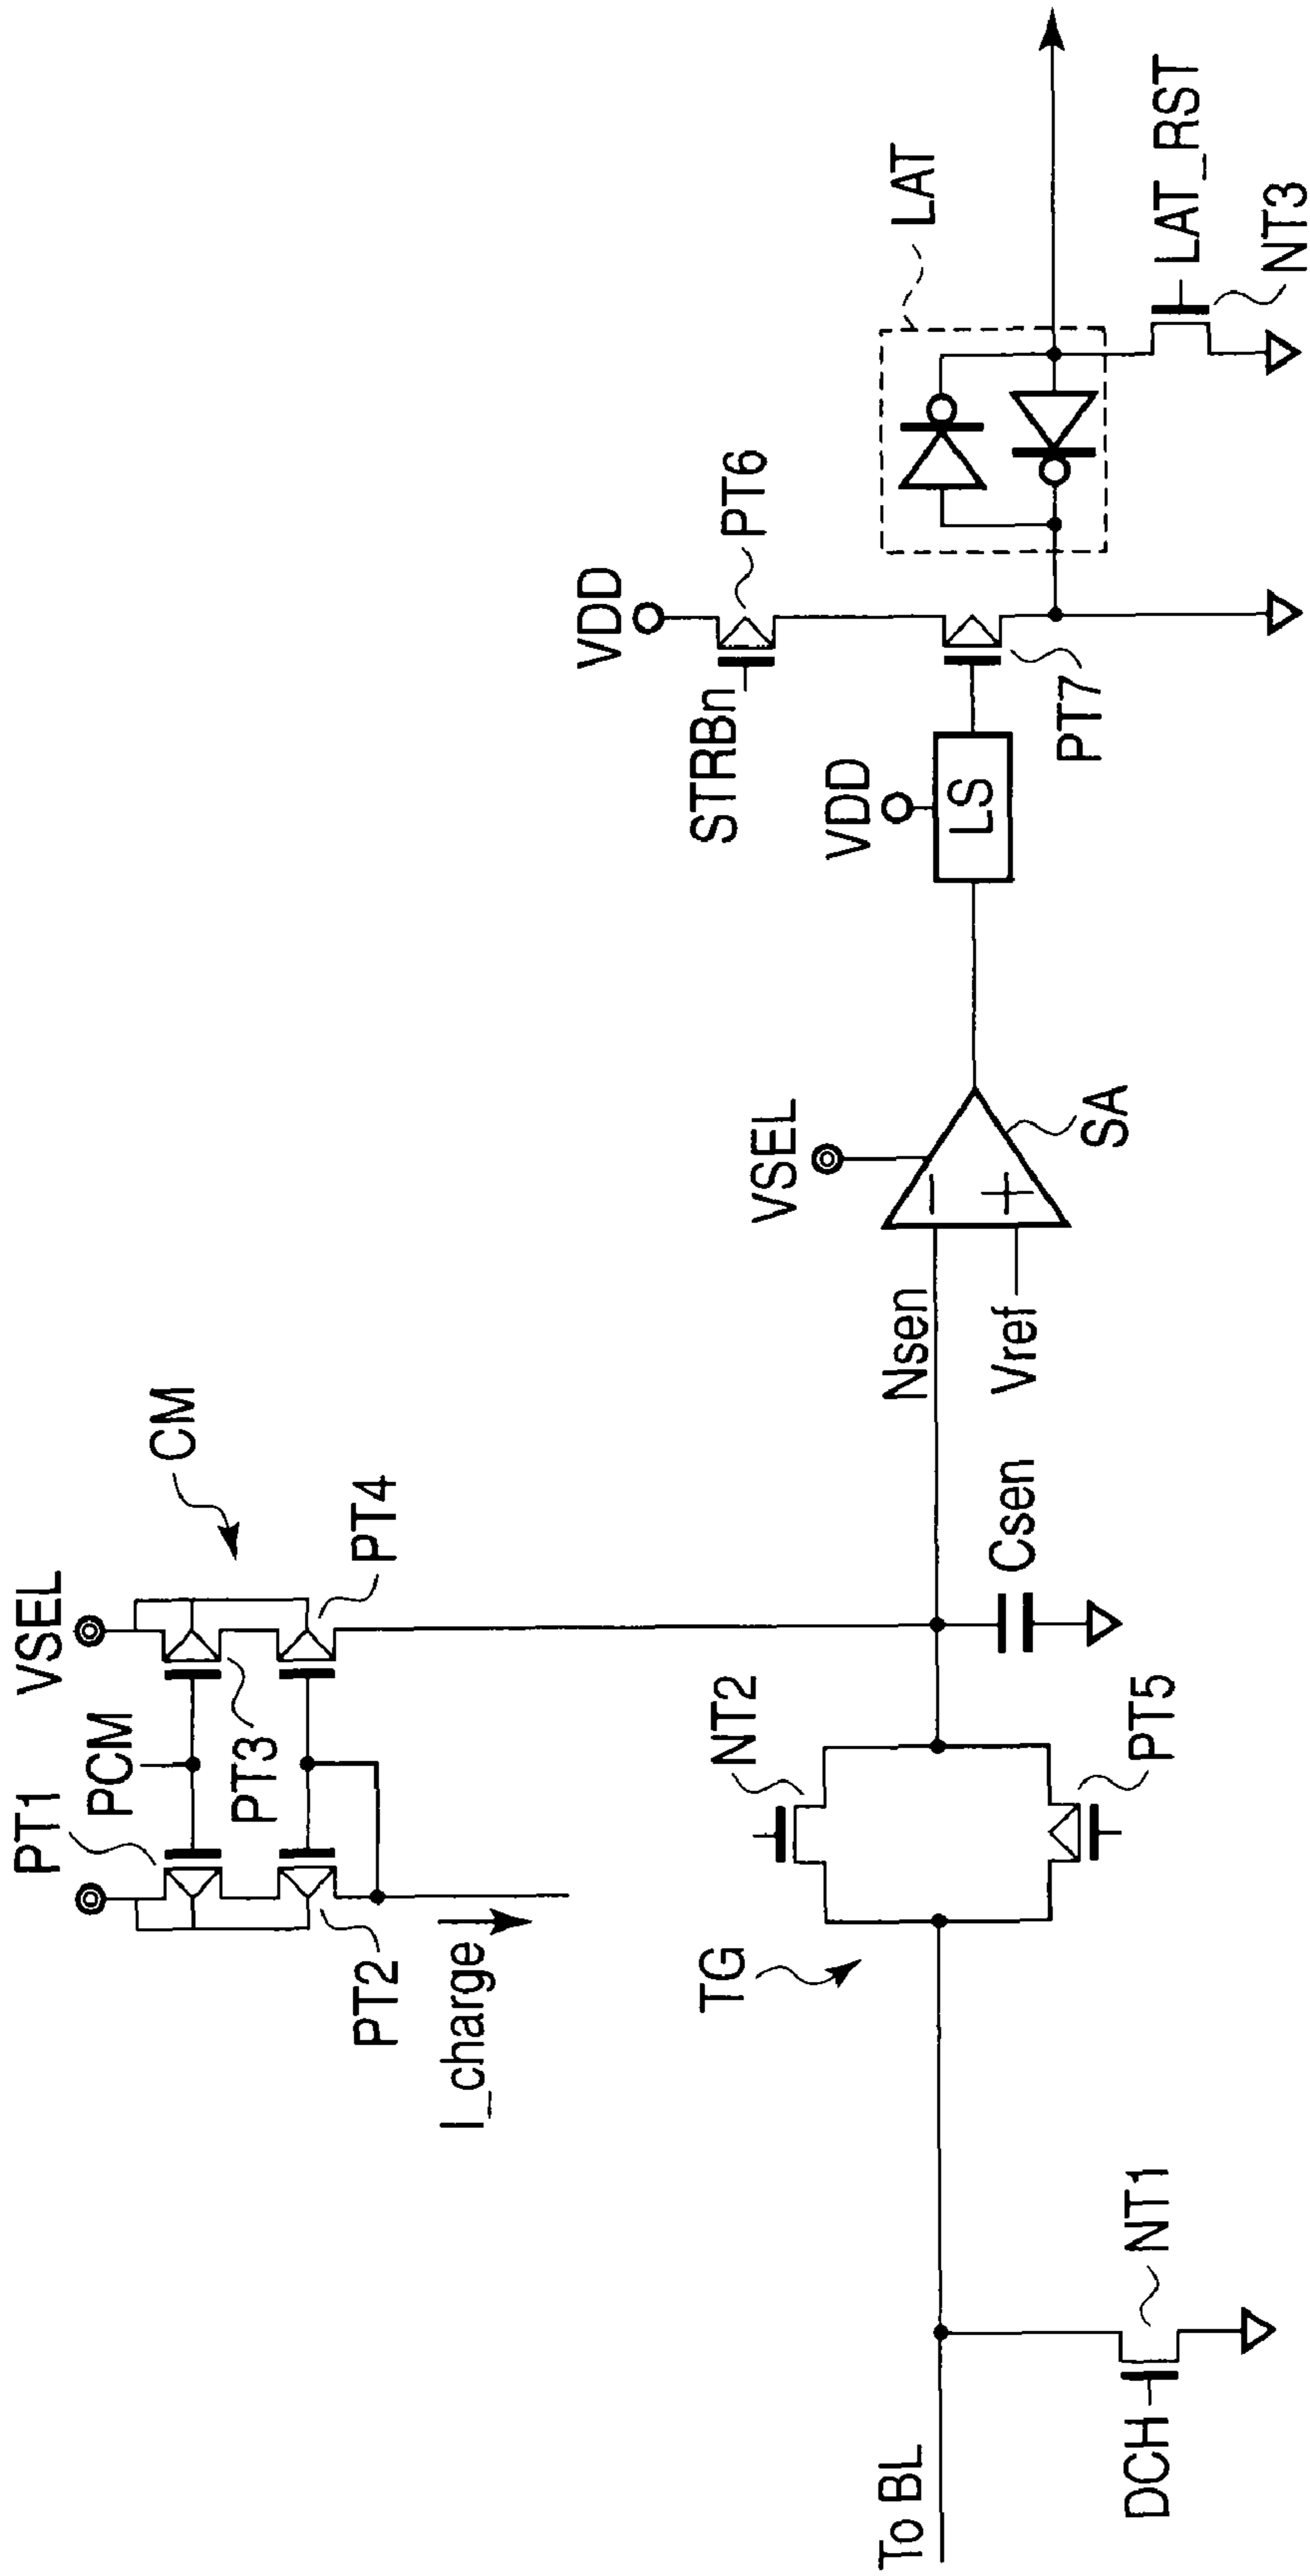 VSEL
CM
PT1
PCM
PT3
PT4
PT2
I_charge
TG
NT2
PT5
Csen
Nsen
Vref
VSEL
SA
VDD
LS
VDD
STRBn
PT6
PT7
LAT
LAT_RST
NT3
To BL
DCH
NT1